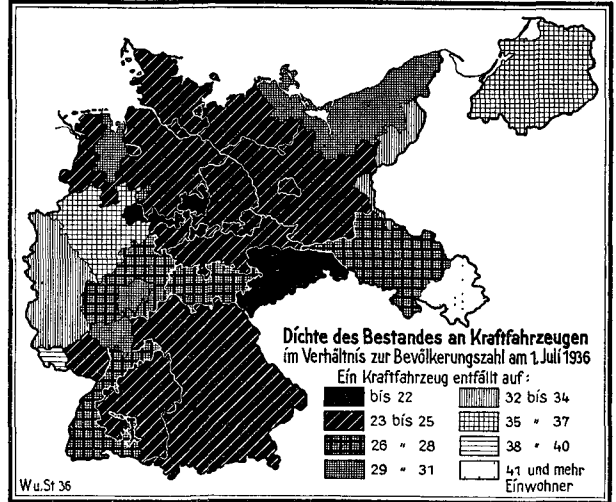 Dichte des Bestandes an Kraftfahrzeugen
im Verhältnis zur Bevölkerungszahl am 1. Juli 1936
Ein Kraftfahrzeug entfällt auf:
bis 22
23 bis 25
26 " 28
29 " 31
32 bis 34
35 " 37
38 " 40
41 und mehr
Einwohner
W u. St 36